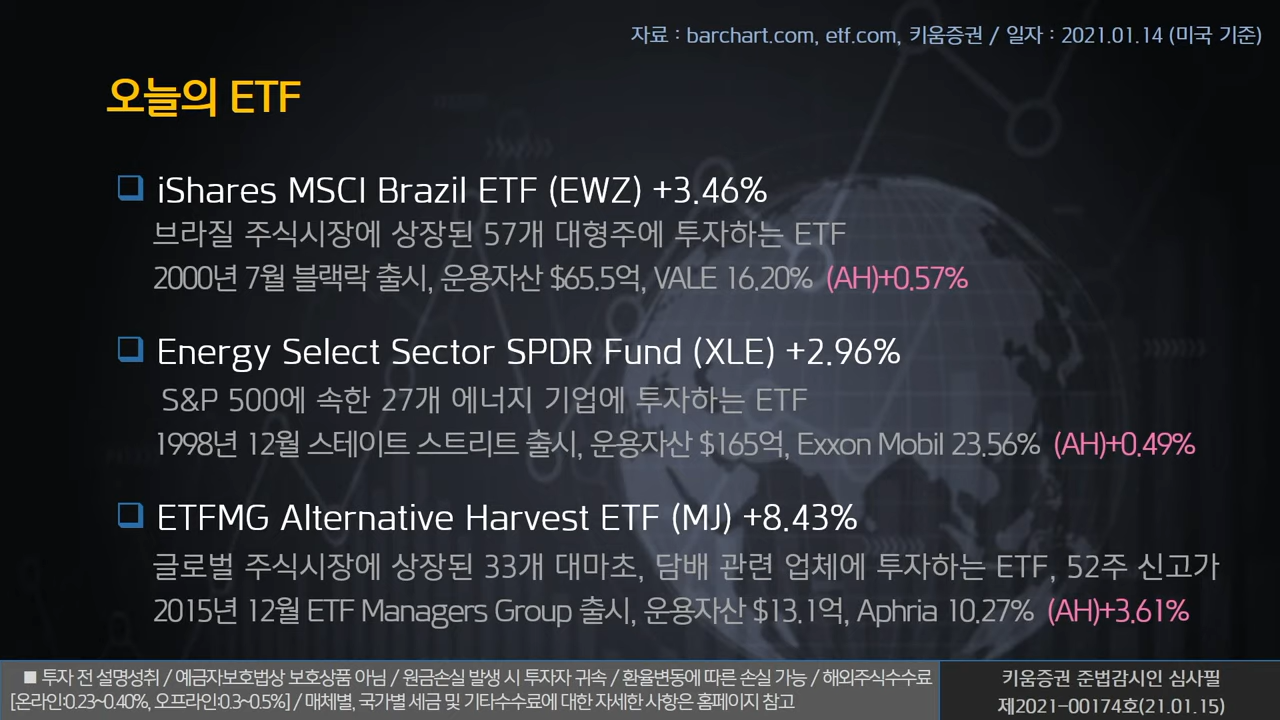 자료 : barchart.com, etf.com, 키움증권 / 일자 : 2021.01.14 (미국 기준)
오늘의 ETF
iShares MSCI Brazil ETF (EWZ) +3.46%
브라질 주식시장에 상장된 57개 대형주에 투자하는 ETF
2000년 7월 블랙락 출시, 운용자산 $65.5억, VALE 16.20% (AH)+0.57%
Energy Select Sector SPDR Fund (XLE) +2.96%
S&P 500에 속한 27개 에너지 기업에 투자하는 ETF
1998년 12월 스테이트 스트리트 출시, 운용자산 $165억, Exxon Mobil 23.56% (AH)+0.49%
ETFMG Alternative Harvest ETF (MJ) +8.43%
글로벌 주식시장에 상장된 33개 대마초, 담배 관련 업체에 투자하는 ETF, 52주 신고가
2015년 12월 ETF Managers Group 출시, 운용자산 $13.1억, Aphria 10.27% (AH)+3.61%
■ 투자 전 설명성취 / 예금자보호법상 보호상품 아님 / 원금손실 발생 시 투자자 귀속 / 환율변동에 따른 손실 가능 / 해외주식수수료
[온라인:0.23~0.40%, 오프라인:0.3~0.5%] / 매체별, 국가별 세금 및 기타수수료에 대한 자세한 사항은 홈페이지 참고
키움증권 준법감시인 심사필
제2021-00174호(21.01.15)